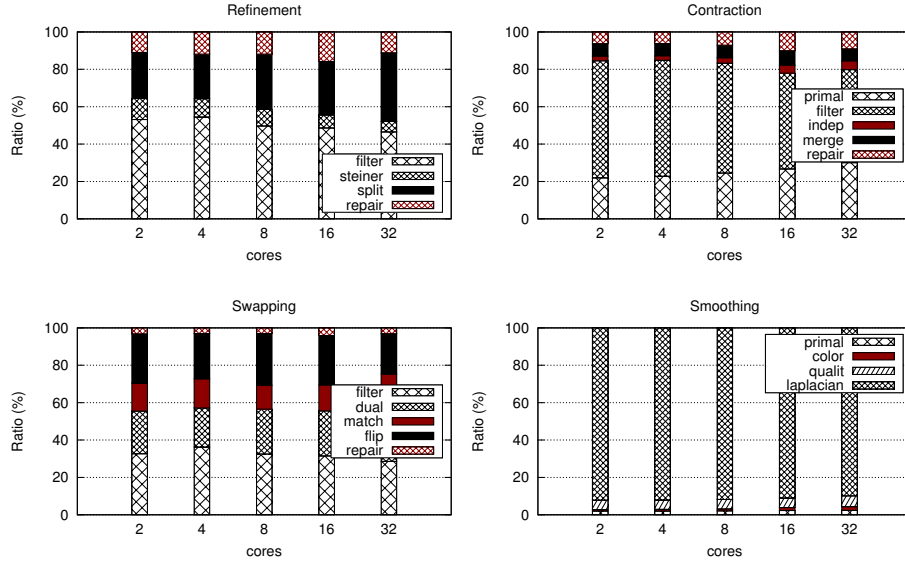 Refinement
100
80
60
40
20
0
Ratio (%)
filter
steiner
split
repair
2 4 8 16 32
cores
Contraction
100
80
60
40
20
0
Ratio (%)
primal
filter
indep
merge
repair
2 4 8 16 32
cores
Swapping
100
80
60
40
20
0
Ratio (%)
filter
dual
match
flip
repair
2 4 8 16 32
cores
Smoothing
100
80
60
40
20
0
Ratio (%)
primal
color
qualit
laplacian
2 4 8 16 32
cores